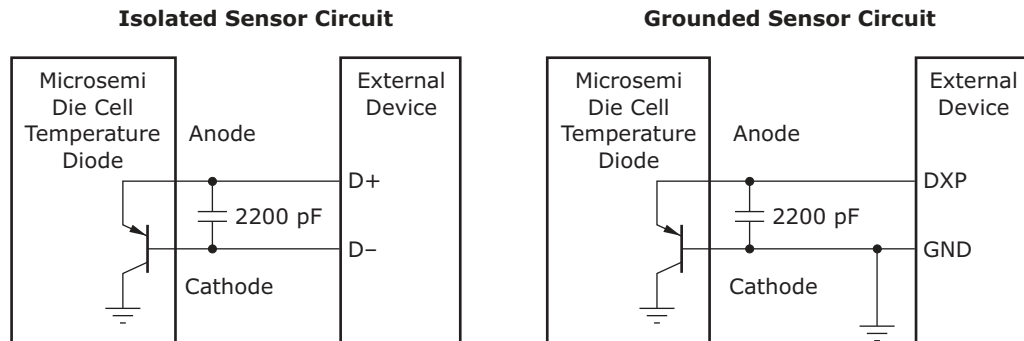 Isolated Sensor Circuit
Microsemi
Die Cell
Temperature
Diode
Anode
External
Device
D+
2200 pF
D–
Cathode
Grounded Sensor Circuit
Microsemi
Die Cell
Temperature
Diode
Anode
External
Device
DXP
2200 pF
GND
Cathode